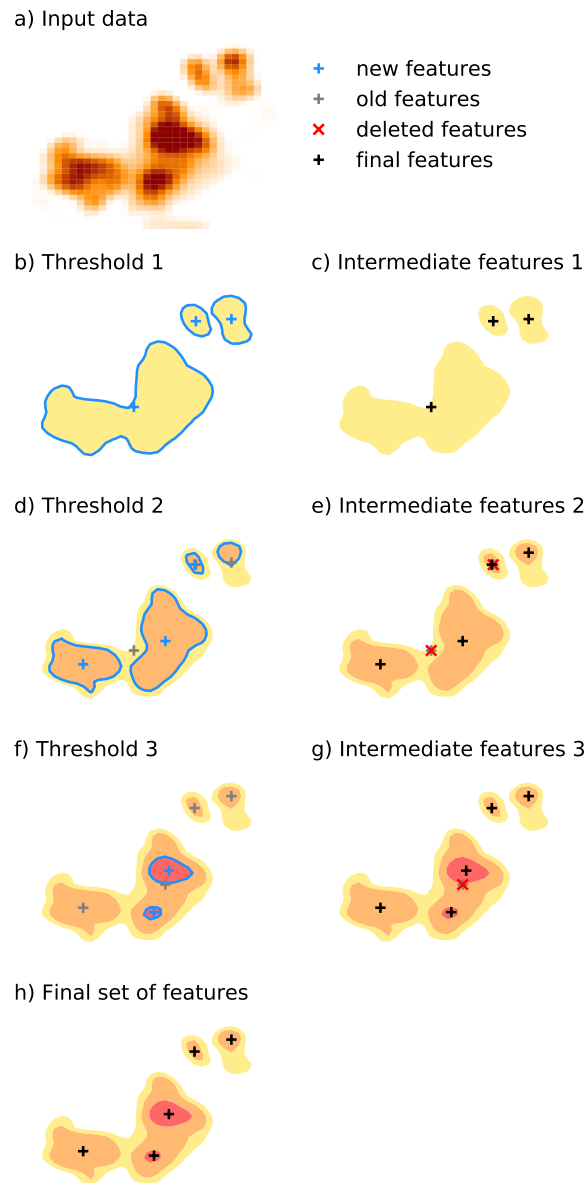 a) Input data
new features
old features
deleted features
final features
b) Threshold 1
c) Intermediate features 1
d) Threshold 2
e) Intermediate features 2
f) Threshold 3
g) Intermediate features 3
h) Final set of features